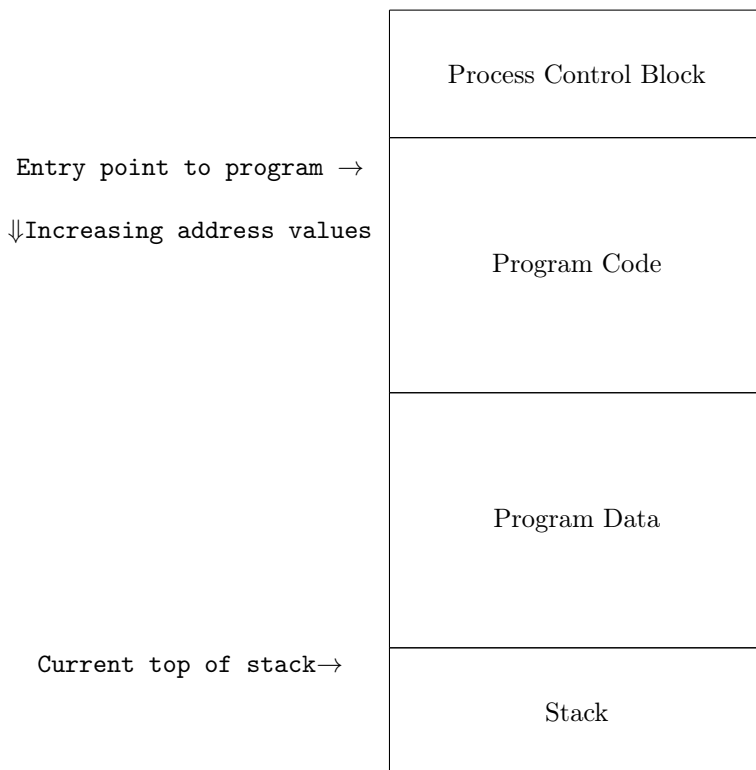 Process Control Block
Entry point to program →
⇓Increasing address values
Program Code
Program Data
Current top of stack→
Stack